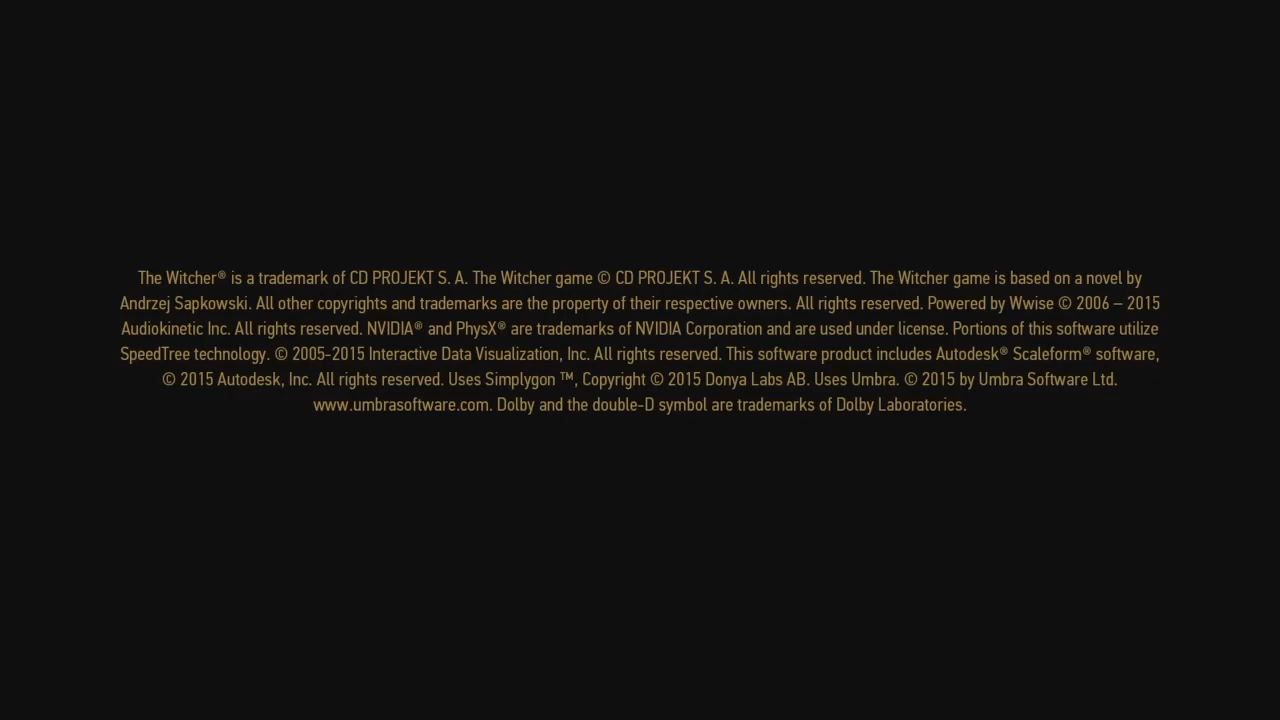 The Witcher® is a trademark of CD PROJEKT S. A. The Witcher game © CD PROJEKT S. A. All rights reserved. The Witcher game is based on a novel by
Andrzej Sapkowski. All other copyrights and trademarks are the property of their respective owners. All rights reserved. Powered by Wwise © 2006 – 2015
Audiokinetic Inc. All rights reserved. NVIDIA® and PhysX® are trademarks of NVIDIA Corporation and are used under license. Portions of this software utilize
SpeedTree technology. © 2005-2015 Interactive Data Visualization, Inc. All rights reserved. This software product includes Autodesk® Scaleform® software,
© 2015 Autodesk, Inc. All rights reserved. Uses Simplygon ™, Copyright © 2015 Donya Labs AB. Uses Umbra. © 2015 by Umbra Software Ltd.
www.umbrasoftware.com. Dolby and the double-D symbol are trademarks of Dolby Laboratories.